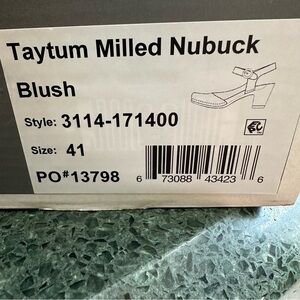 Taytum Milled Nubuck
Blush
Style: 3114-171400
Size: 41
PO#13798
6 73088 43423 6